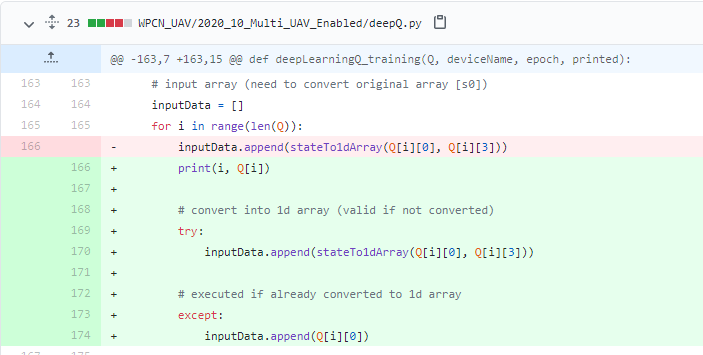 23 WPCN_UAV/2020_10_Multi_UAV_Enabled/deepQ.py
@@ -163,7 +163,15 @@ def deepLearningQ_training(Q, deviceName, epoch, printed):
163 163 # input array (need to convert original array [s0])
164 164 inputData = []
165 165 for i in range(len(Q)):
166 - inputData.append(stateTo1dArray(Q[i][0], Q[i][3]))
166 + print(i, Q[i])
167 +
168 + # convert into 1d array (valid if not converted)
169 + try:
170 + inputData.append(stateTo1dArray(Q[i][0], Q[i][3]))
171 +
172 + # executed if already converted to 1d array
173 + except:
174 + inputData.append(Q[i][0])